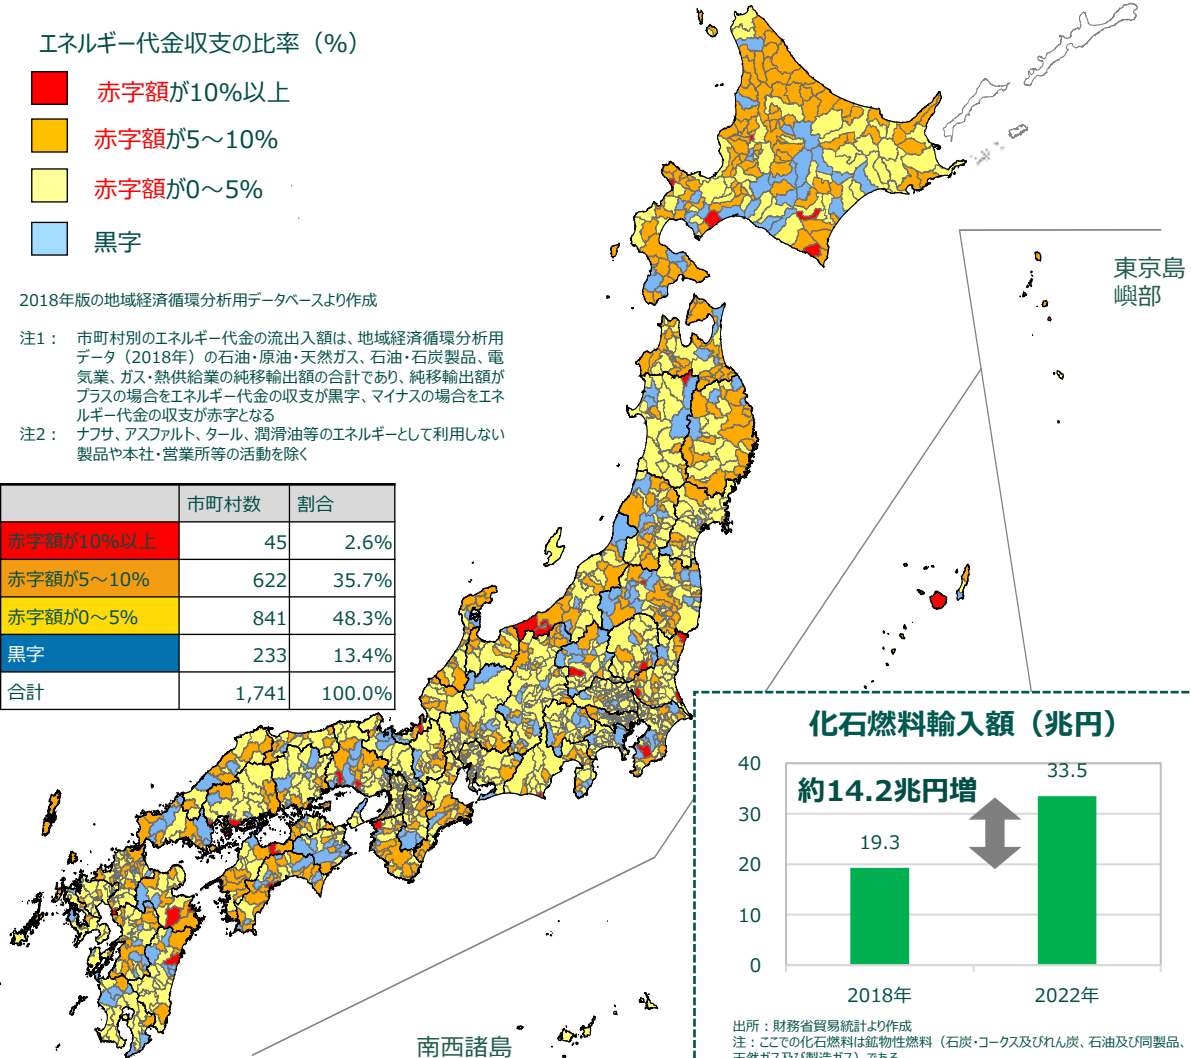 エネルギー代金収支の比率（%）
赤字額が10%以上
赤字額が5～10%
赤字額が0～5%
黒字
2018年版の地域経済循環分析用データベースより作成
注1： 市町村別のエネルギー代金の流出入額は、地域経済循環分析用
データ（2018年）の石油・原油・天然ガス、石油・石炭製品、電
気業、ガス・熱供給業の純移輸出額の合計であり、純移輸出額が
プラスの場合をエネルギー代金の収支が黒字、マイナスの場合をエネ
ルギー代金の収支が赤字となる
注2： ナフサ、アスファルト、タール、潤滑油等のエネルギーとして利用しない
製品や本社・営業所等の活動を除く
市町村数 割合
赤字額が10%以上 45 2.6%
赤字額が5～10% 622 35.7%
赤字額が0～5% 841 48.3%
黒字 233 13.4%
合計 1,741 100.0%
東京島
嶼部
南西諸島
化石燃料輸入額（兆円）
約14.2兆円増
40
30
20
10
0
19.3
33.5
2018年
2022年
出所：財務省貿易統計より作成
注：ここでの化石燃料は鉱物性燃料（石炭・コークス及びれん炭、石油及び同製品、
天然ガス及び製造ガス）である